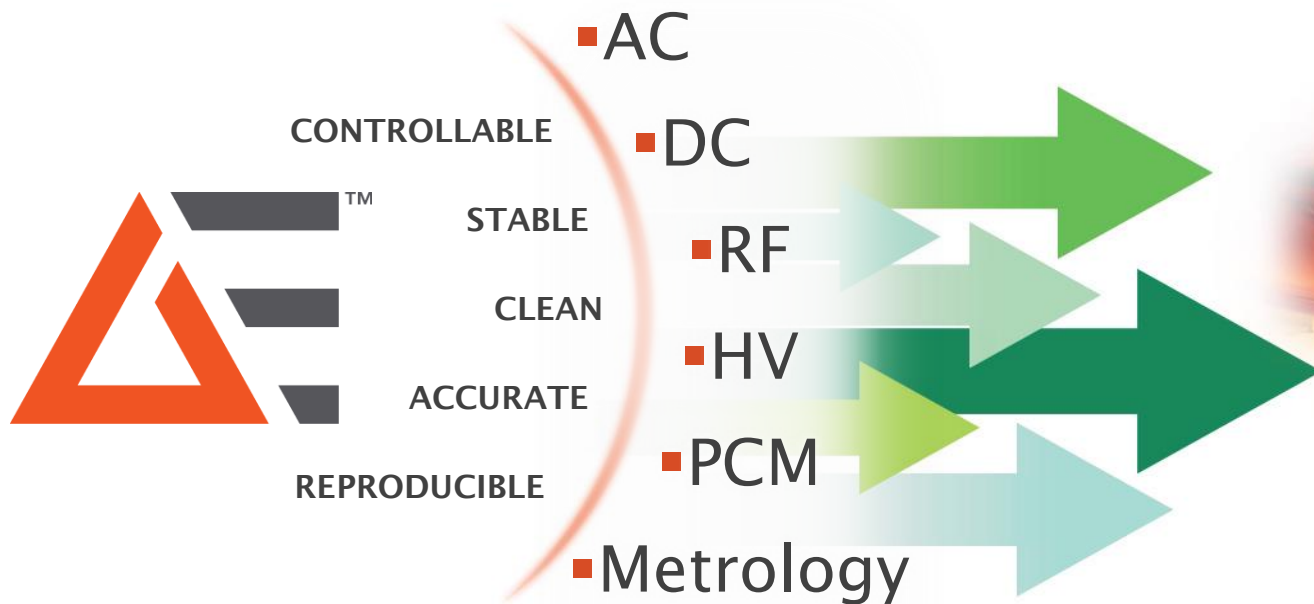 AC
CONTROLLABLE
DC
™
STABLE
RF
CLEAN
HV
ACCURATE
PCM
REPRODUCIBLE
Metrology